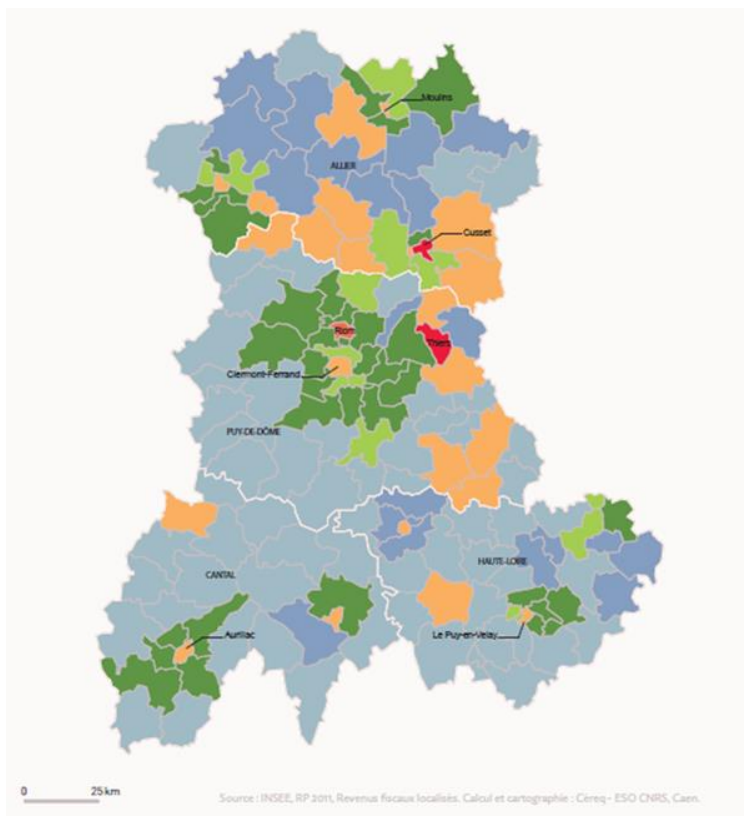 Moulins
ALLIER
Cusset
Riom
Thiers
Clermont-Ferrand
PUY-DE-DÔME
CANTAL
HAUTE-LOIRE
Aurillac
Le Puy-en-Velay
0 25 km
Source : INSEE, RP 2011, Revenus fiscaux localisés. Calcul et cartographie : Céreq - ESO CNRS, Caen.